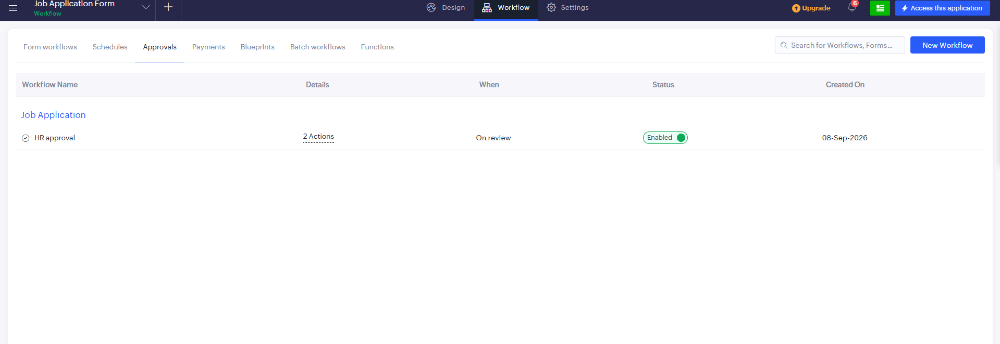 Job Application Form
Workflow
Design
Workflow
Settings
Upgrade
6
Access this application
Form workflows
Schedules
Approvals
Payments
Blueprints
Batch workflows
Functions
Search for Workflows, Forms...
New Workflow
Workflow Name
Details
When
Status
Created On
Job Application
HR approval
2 Actions
On review
Enabled
08-Sep-2026